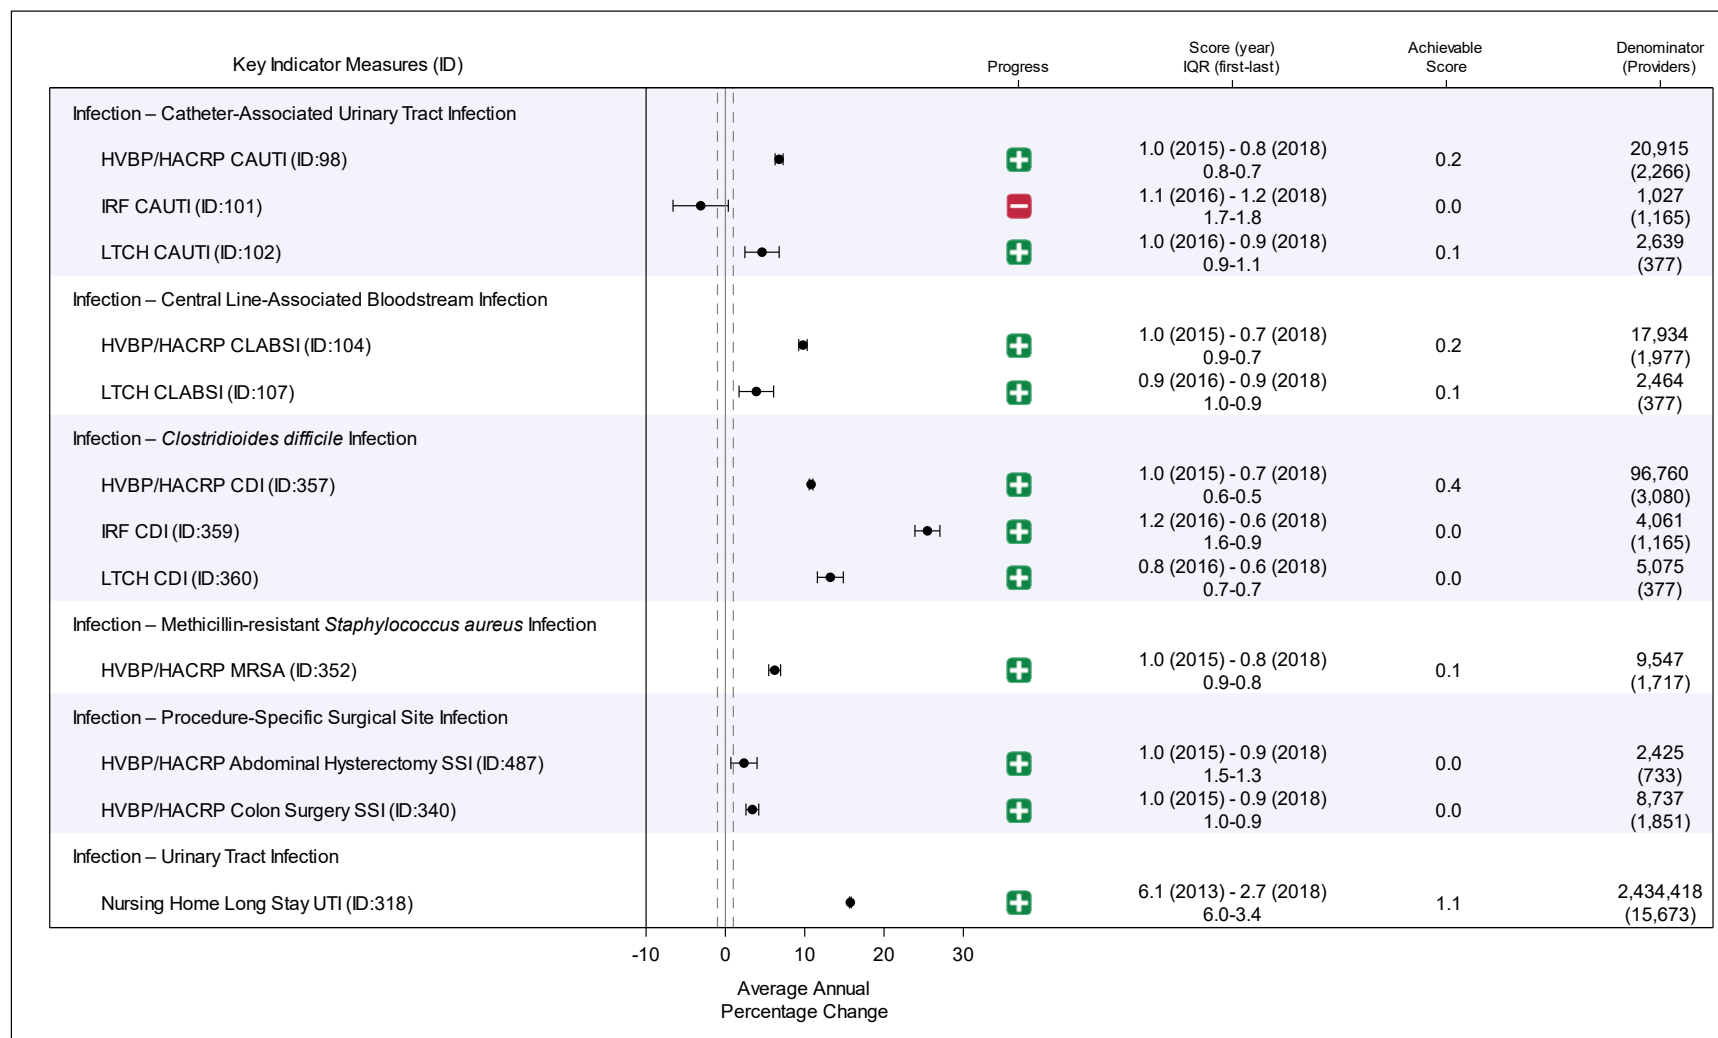 Key Indicator Measures (ID)
Progress
Score (year)
IQR (first-last)
Achievable
Score
Denominator
(Providers)
Infection – Catheter-Associated Urinary Tract Infection
HVBP/HACRP CAUTI (ID:98)
1.0 (2015) - 0.8 (2018)
0.8-0.7
0.2
20,915
(2,266)
IRF CAUTI (ID:101)
1.1 (2016) - 1.2 (2018)
1.7-1.8
0.0
1,027
(1,165)
LTCH CAUTI (ID:102)
1.0 (2016) - 0.9 (2018)
0.9-1.1
0.1
2,639
(377)
Infection – Central Line-Associated Bloodstream Infection
HVBP/HACRP CLABSI (ID:104)
1.0 (2015) - 0.7 (2018)
0.9-0.7
0.2
17,934
(1,977)
LTCH CLABSI (ID:107)
0.9 (2016) - 0.9 (2018)
1.0-0.9
0.1
2,464
(377)
Infection – Clostridioides difficile Infection
HVBP/HACRP CDI (ID:357)
1.0 (2015) - 0.7 (2018)
0.6-0.5
0.4
96,760
(3,080)
IRF CDI (ID:359)
1.2 (2016) - 0.6 (2018)
1.6-0.9
0.0
4,061
(1,165)
LTCH CDI (ID:360)
0.8 (2016) - 0.6 (2018)
0.7-0.7
0.0
5,075
(377)
Infection – Methicillin-resistant Staphylococcus aureus Infection
HVBP/HACRP MRSA (ID:352)
1.0 (2015) - 0.8 (2018)
0.9-0.8
0.1
9,547
(1,717)
Infection – Procedure-Specific Surgical Site Infection
HVBP/HACRP Abdominal Hysterectomy SSI (ID:487)
1.0 (2015) - 0.9 (2018)
1.5-1.3
0.0
2,425
(733)
HVBP/HACRP Colon Surgery SSI (ID:340)
1.0 (2015) - 0.9 (2018)
1.0-0.9
0.0
8,737
(1,851)
Infection – Urinary Tract Infection
Nursing Home Long Stay UTI (ID:318)
6.1 (2013) - 2.7 (2018)
6.0-3.4
1.1
2,434,418
(15,673)
-10 0 10 20 30
Average Annual
Percentage Change